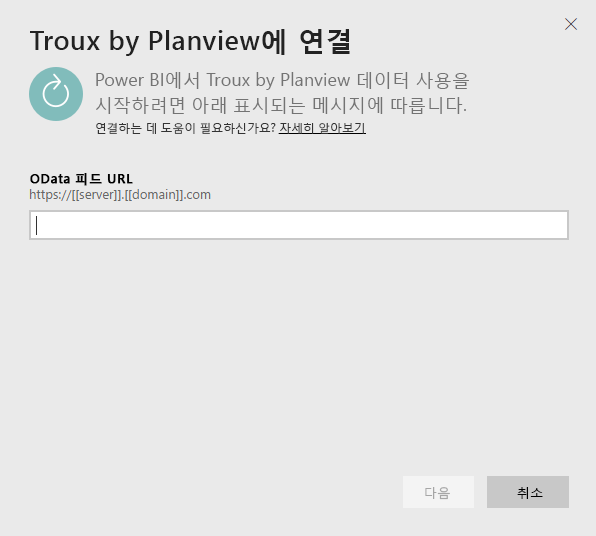 Troux by Planview에 연결
Power BI에서 Troux by Planview 데이터 사용을
시작하려면 아래 표시되는 메시지에 따릅니다.
연결하는 데 도움이 필요하신가요? 자세히 알아보기
OData 피드 URL
https://[[server]].[[domain]].com
다음
취소